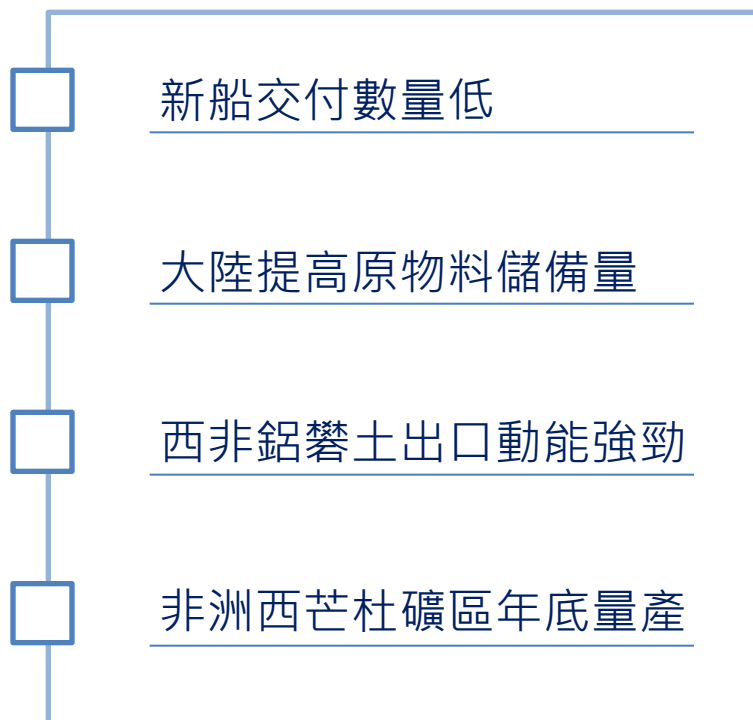 新船交付數量低
大陸提高原物料儲備量
西非鋁礬土出口動能強勁
非洲西芒杜礦區年底量產